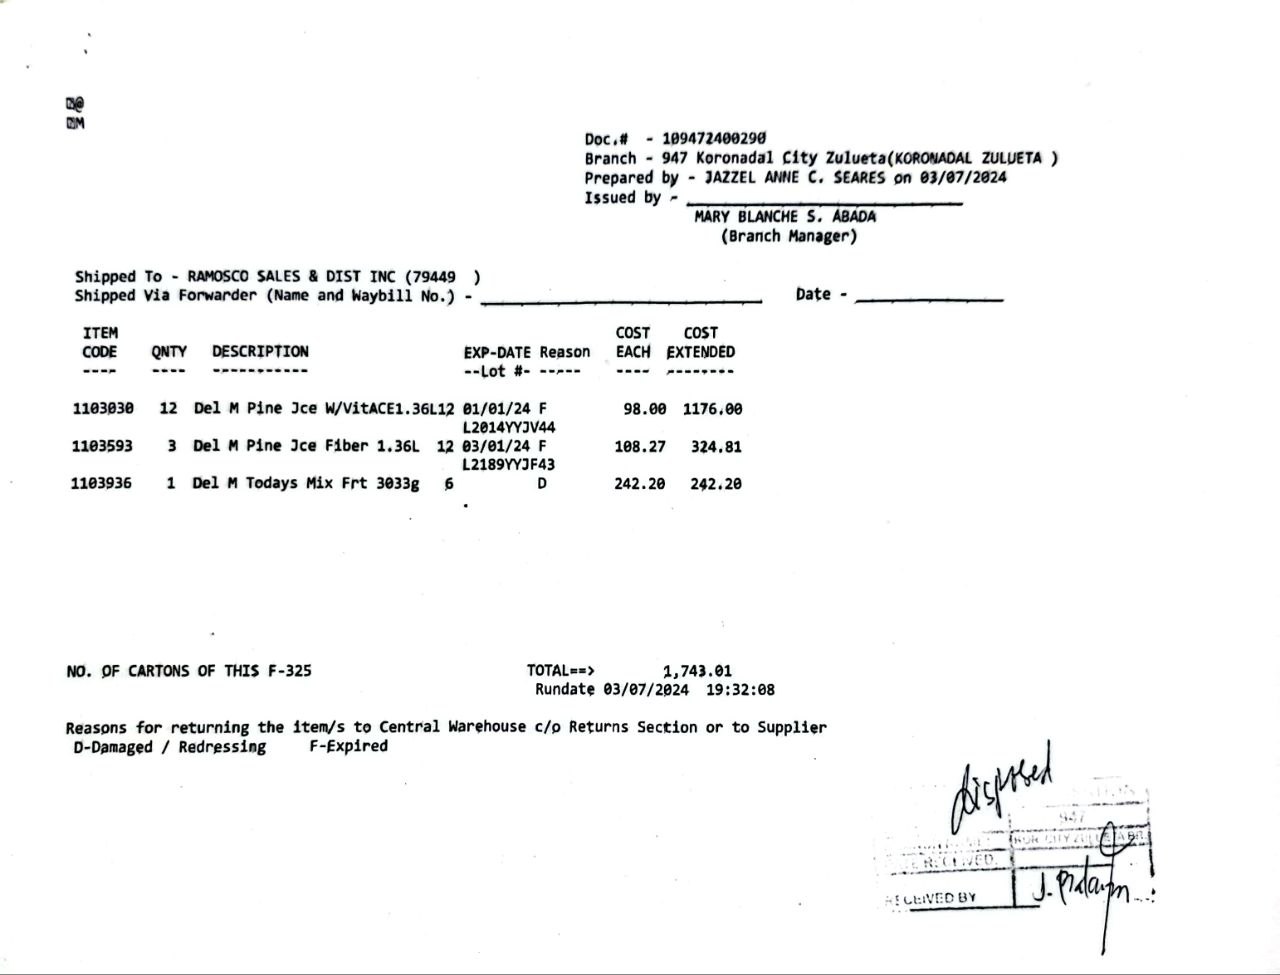 Doc.# - 109472400290
Branch - 947 Koronadal City Zulueta(KORONADAL ZULUETA )
Prepared by - JAZZEL ANNE C. SEARES on 03/07/2024
Issued by -
MARY BLANCHE S. ABADA
(Branch Manager)
Shipped To - RAMOSCO SALES & DIST INC (79449 )
Shipped Via Forwarder (Name and Waybill No.) - Date -
ITEM COST COST
CODE QNTY DESCRIPTION EXP-DATE Reason EACH EXTENDED
---- ---- ----------- --Lot #- ----- ---- --------
1103030 12 Del M Pine Jce W/VitACE1.36L12 01/01/24 F 98.00 1176.00
L2014YYJV44
1103593 3 Del M Pine Jce Fiber 1.36L 12 03/01/24 F 108.27 324.81
L2189YYJF43
1103936 1 Del M Todays Mix Frt 3033g 6 D 242.20 242.20
NO. OF CARTONS OF THIS F-325 TOTAL==> 1,743.01
Rundate 03/07/2024 19:32:08
Reasons for returning the item/s to Central Warehouse c/o Returns Section or to Supplier
D-Damaged / Redressing F-Expired
disposed
947
KOR. CITY ZULUETA BR.
RECEIVED
RECEIVED BY J.